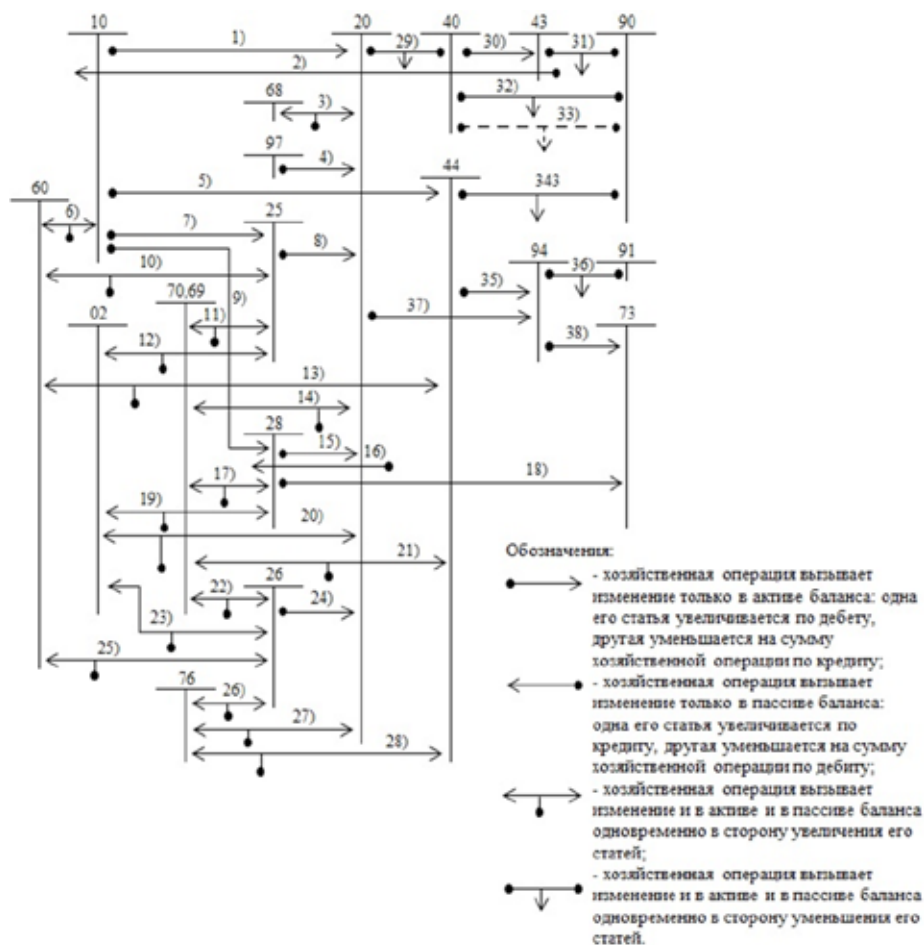 10 20 40 43 90
1) 29) 30) 31)
2)
68 3) 32)
33)
97 4)
44
60 5) 343
6) 7) 25
8) 94 91
10) 36)
70,69 9) 35)
02 11) 37) 73
12) 38)
13)
14)
28
15) 16)
17) 18)
19) 20)
21)
26
22) 24)
23)
25)
76 26)
27)
28)
Обозначения:
- хозяйственная операция вызывает
изменение только в активе баланса: одна
его статья увеличивается по дебету,
другая уменьшается на сумму
хозяйственной операции по кредиту;
- хозяйственная операция вызывает
изменение только в пассиве баланса:
одна его статья увеличивается по
кредиту, другая уменьшается на сумму
хозяйственной операции по дебиту;
- хозяйственная операция вызывает
изменение и в активе и в пассиве баланса
одновременно в сторону увеличения его
статей;
- хозяйственная операция вызывает
изменение и в активе и в пассиве баланса
одновременно в сторону уменьшения его
статей.